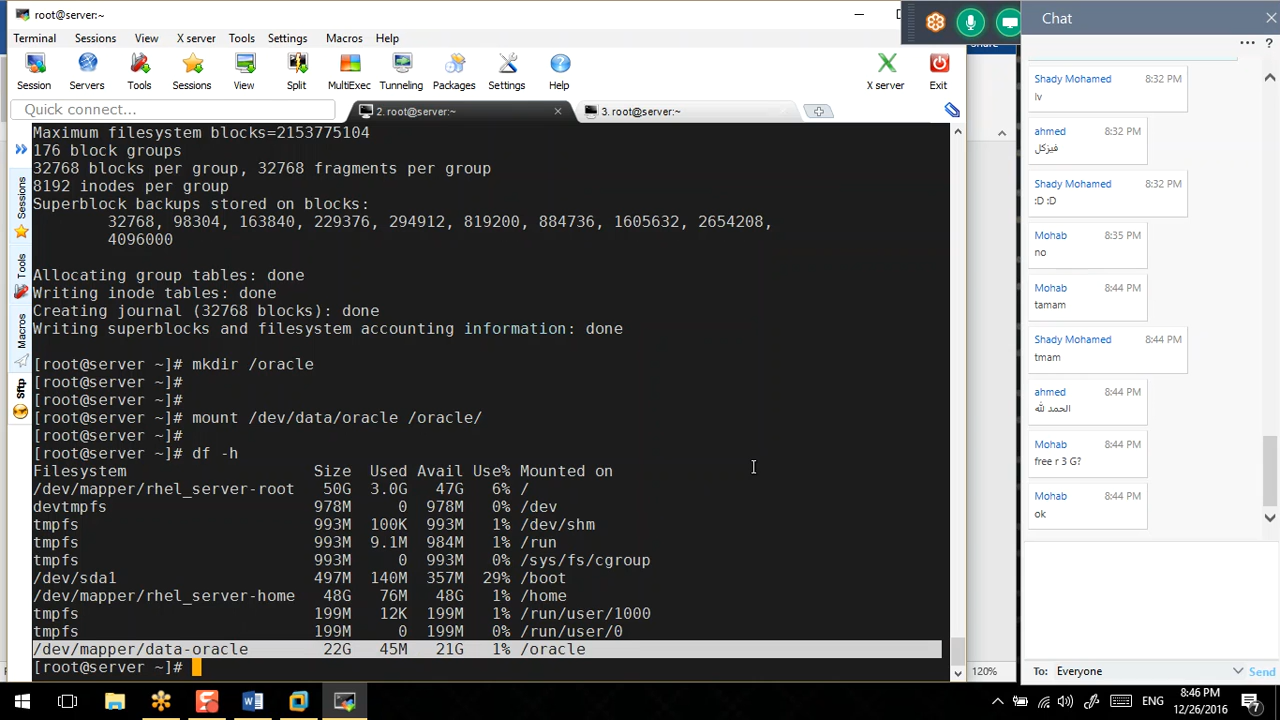 root@server:~
Terminal Sessions View X server Tools Settings Macros Help
Session Servers Tools Sessions View Split MultiExec Tunneling Packages Settings Help X server Exit
Quick connect...
2. root@server:~
3. root@server:~
Sessions
Tools
Macros
Sftp
Maximum filesystem blocks=2153775104
176 block groups
32768 blocks per group, 32768 fragments per group
8192 inodes per group
Superblock backups stored on blocks:
32768, 98304, 163840, 229376, 294912, 819200, 884736, 1605632, 2654208,
4096000
Allocating group tables: done
Writing inode tables: done
Creating journal (32768 blocks): done
Writing superblocks and filesystem accounting information: done
[root@server ~]# mkdir /oracle
[root@server ~]#
[root@server ~]#
[root@server ~]# mount /dev/data/oracle /oracle/
[root@server ~]#
[root@server ~]# df -h
Filesystem Size Used Avail Use% Mounted on
/dev/mapper/rhel_server-root 50G 3.0G 47G 6% /
devtmpfs 978M 0 978M 0% /dev
tmpfs 993M 100K 993M 1% /dev/shm
tmpfs 993M 9.1M 984M 1% /run
tmpfs 993M 0 993M 0% /sys/fs/cgroup
/dev/sda1 497M 140M 357M 29% /boot
/dev/mapper/rhel_server-home 48G 76M 48G 1% /home
tmpfs 199M 12K 199M 1% /run/user/1000
tmpfs 199M 0 199M 0% /run/user/0
/dev/mapper/data-oracle 22G 45M 21G 1% /oracle
[root@server ~]#
Share
120%
Chat
... ?
Shady Mohamed 8:32 PM
lv
ahmed 8:32 PM
فيزكل
Shady Mohamed 8:32 PM
:D :D
Mohab 8:35 PM
no
Mohab 8:44 PM
tamam
Shady Mohamed 8:44 PM
tmam
ahmed 8:44 PM
الحمد لله
Mohab 8:44 PM
free r 3 G?
Mohab 8:44 PM
ok
To: Everyone Send
ENG
8:46 PM
12/26/2016
7